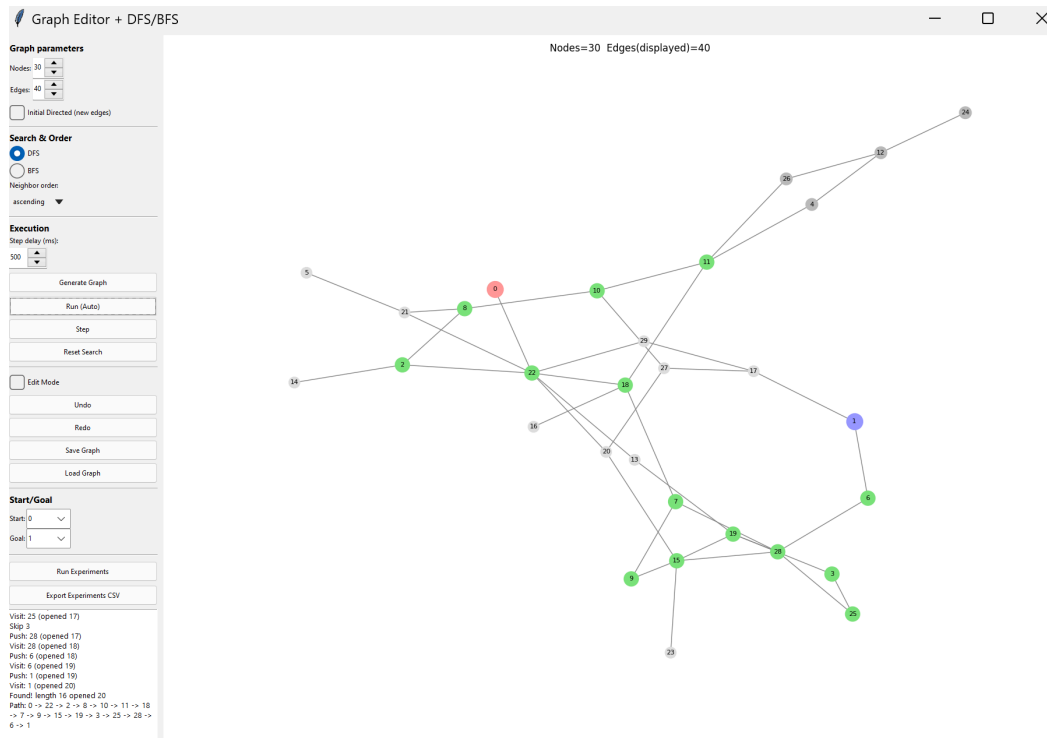 Graph Editor + DFS/BFS
Graph parameters
Nodes: 30
Edges: 40
Initial Directed (new edges)
Search & Order
DFS
BFS
Neighbor order:
ascending
Execution
Step delay (ms):
500
Generate Graph
Run (Auto)
Step
Reset Search
Edit Mode
Undo
Redo
Save Graph
Load Graph
Start/Goal
Start: 0
Goal: 1
Run Experiments
Export Experiments CSV
Visit: 25 (opened 17)
Skip 3
Push: 28 (opened 17)
Visit: 28 (opened 18)
Push: 6 (opened 18)
Visit: 6 (opened 19)
Push: 1 (opened 19)
Visit: 1 (opened 20)
Found! length 16 opened 20
Path: 0 -> 22 -> 2 -> 8 -> 10 -> 11 -> 18
-> 7 -> 9 -> 15 -> 19 -> 3 -> 25 -> 28 ->
6 -> 1
Nodes=30 Edges(displayed)=40
24
12
26
4
11
5
0
10
8
21
29
2
22
27
17
14
18
1
16
20
13
6
7
19
28
15
3
9
25
23